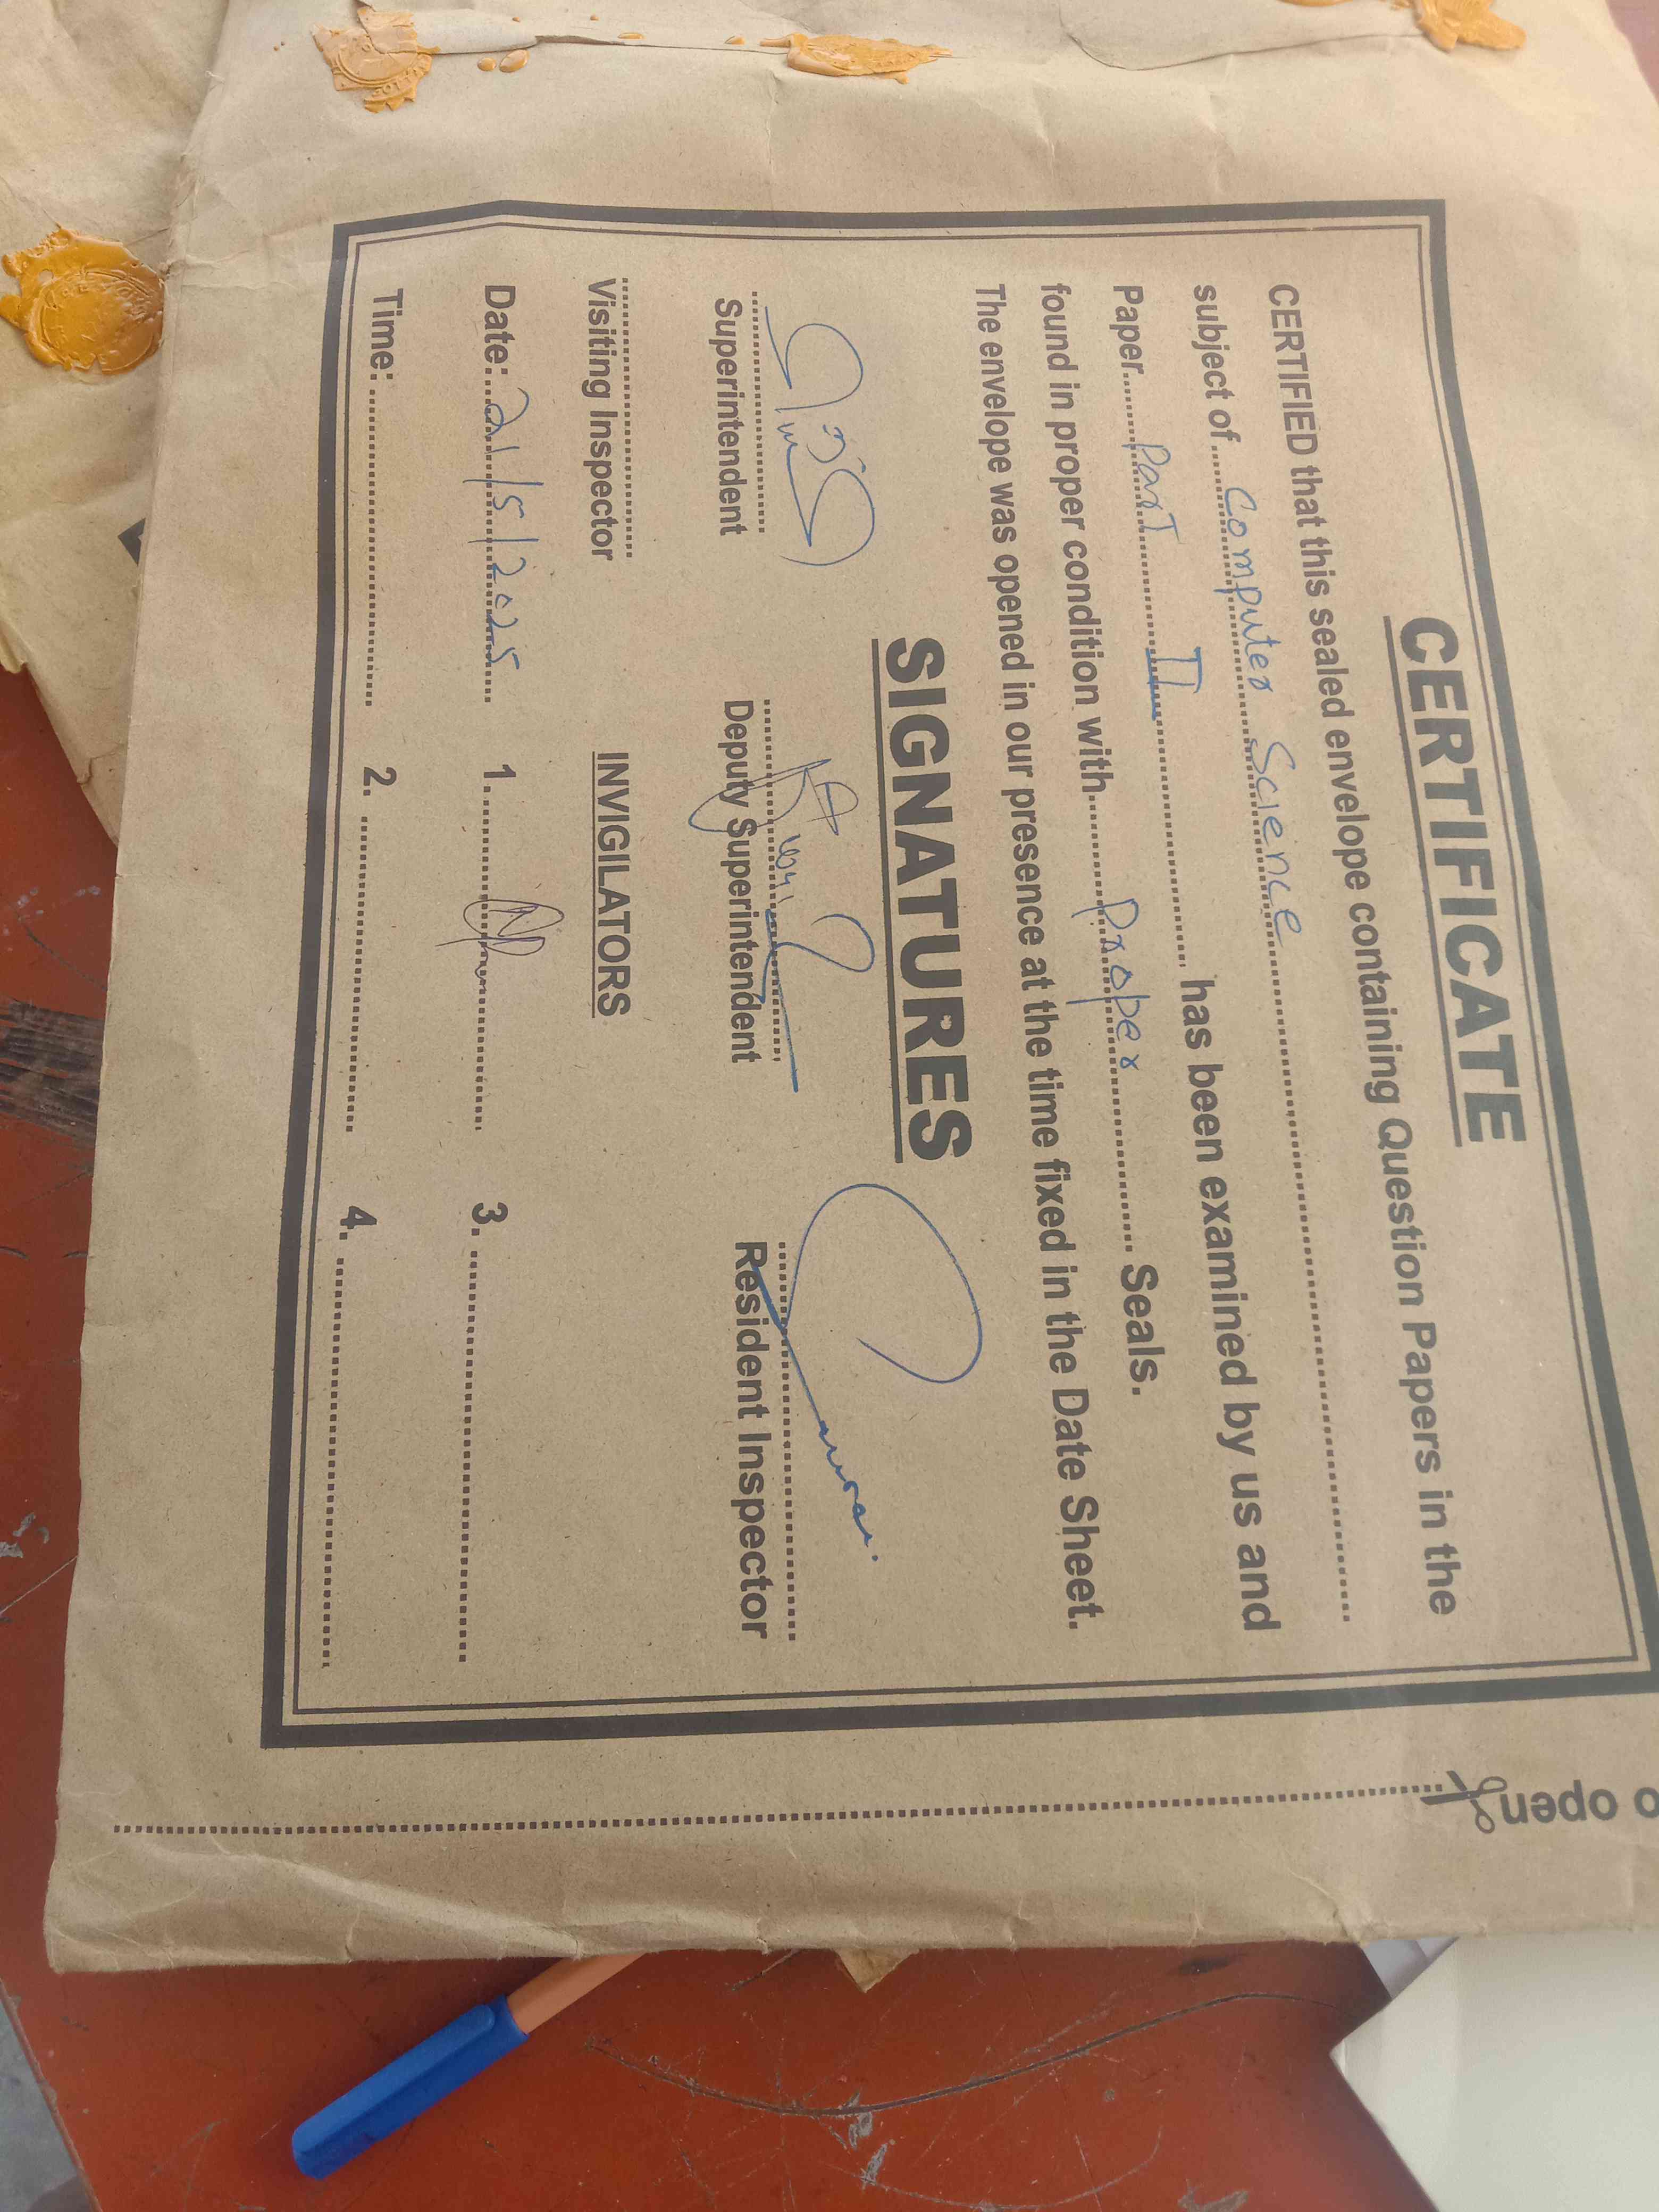 CERTIFICATE
CERTIFIED that this sealed envelope containing Question Papers in the
subject of Computer Science
Paper Part II has been examined by us and
found in proper condition with Proper Seals.
The envelope was opened in our presence at the time fixed in the Date Sheet.
SIGNATURES
Superintendent Deputy Superintendent Resident Inspector
Visiting Inspector INVIGILATORS
Date: 21/5/2025 1. 3.
Time: 2. 4.
o open